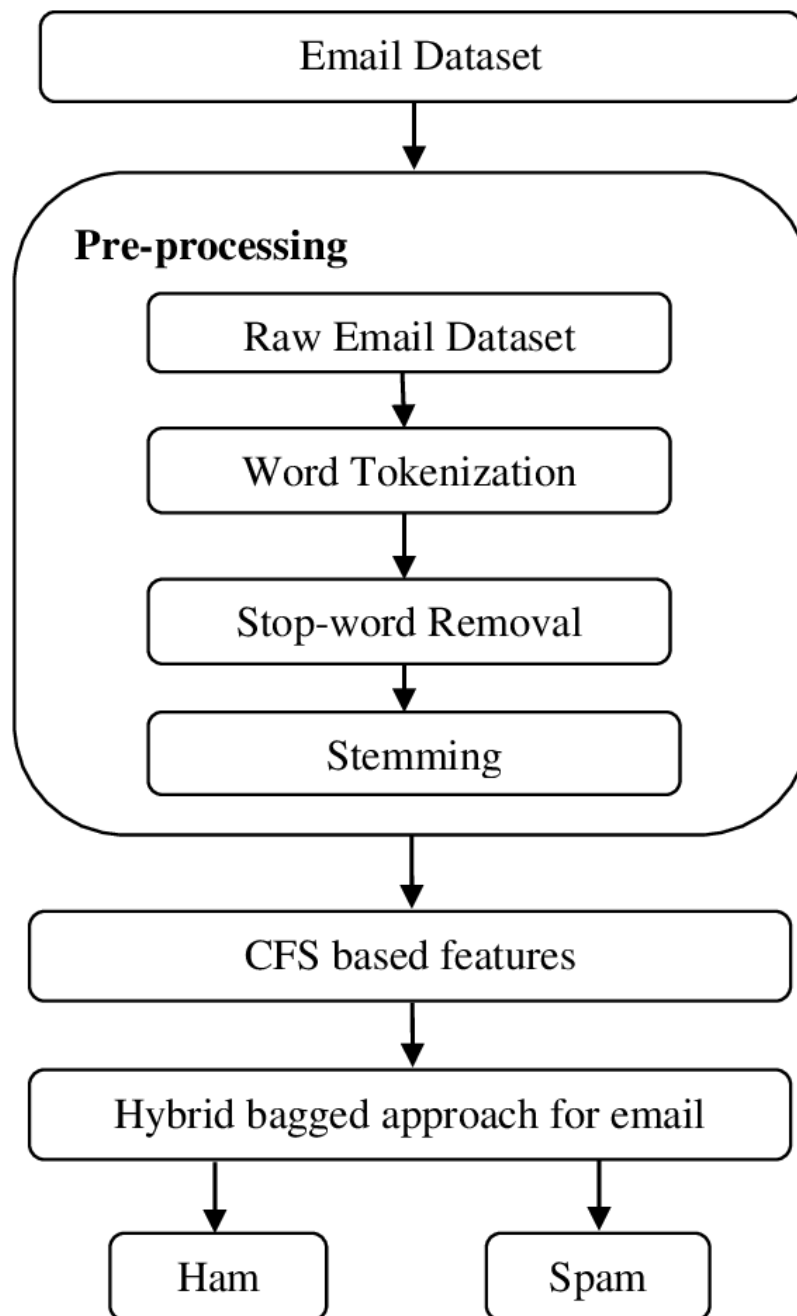 Email Dataset
Pre-processing
Raw Email Dataset
Word Tokenization
Stop-word Removal
Stemming
CFS based features
Hybrid bagged approach for email
Ham
Spam